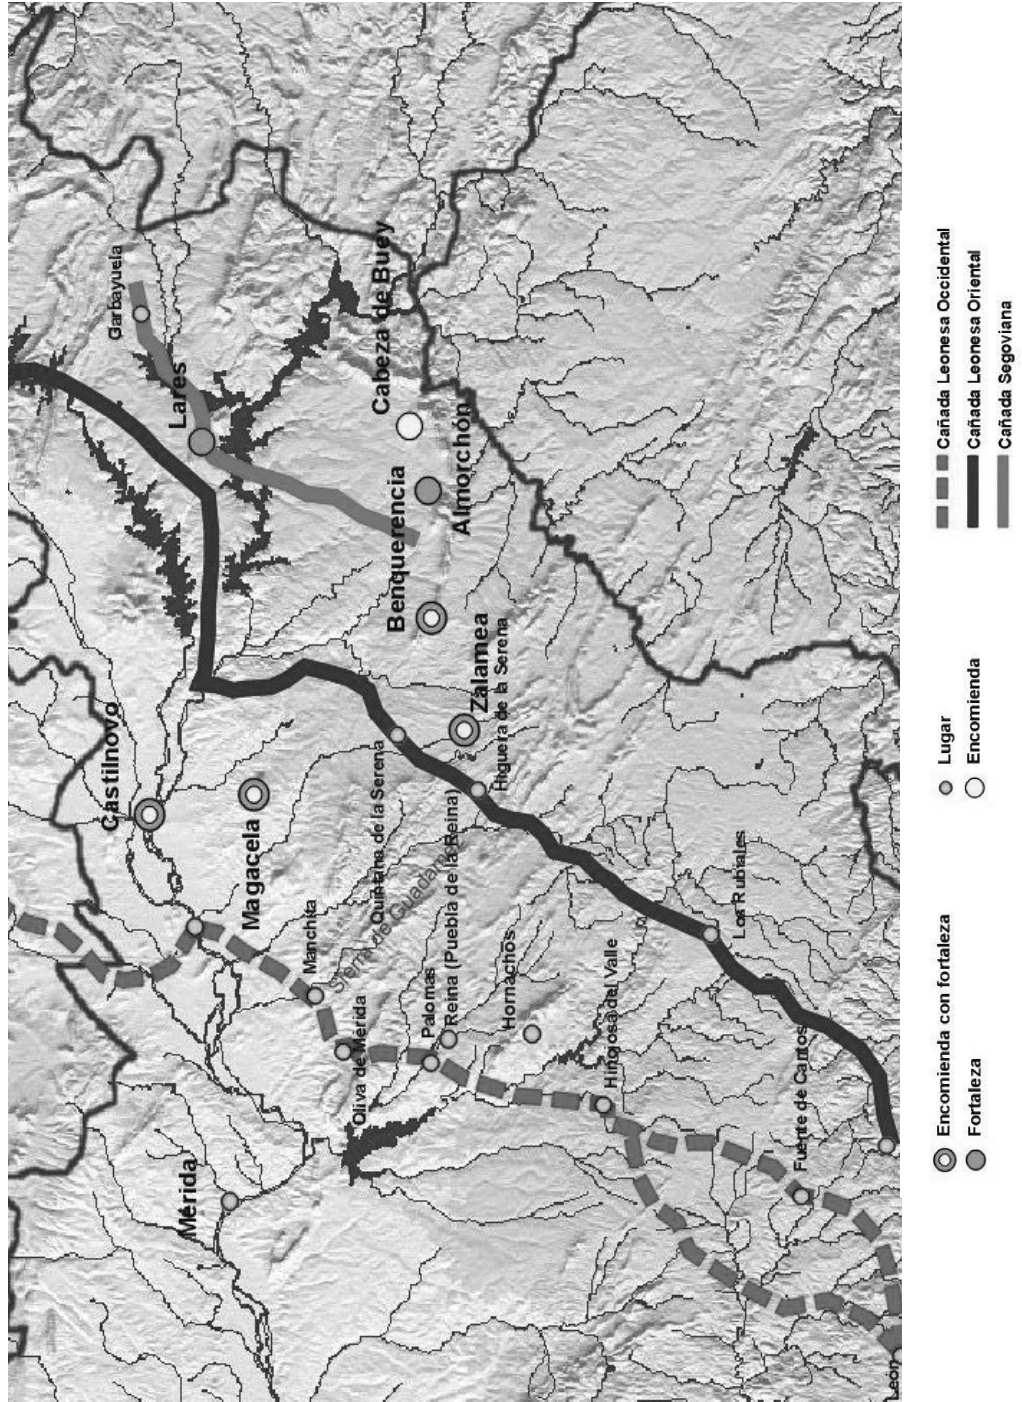 Castilnovo
Garbayuela
Lares
Mérida
Magacela
Manchita
Sierra de
Oliva de Mérida
Quintana de la Serena
Cabeza de Buey
Benquerencia
Palomas
Reina (Puebla de la Reina)
Almorchón
Zalamea
Higuera de la Serena
Hornachos
Hinojosa del Valle
Los Rubiales
Fuente de Cantos
León
Encomienda con fortaleza
Fortaleza
Lugar
Encomienda
Cañada Leonesa Occidental
Cañada Leonesa Oriental
Cañada Segoviana